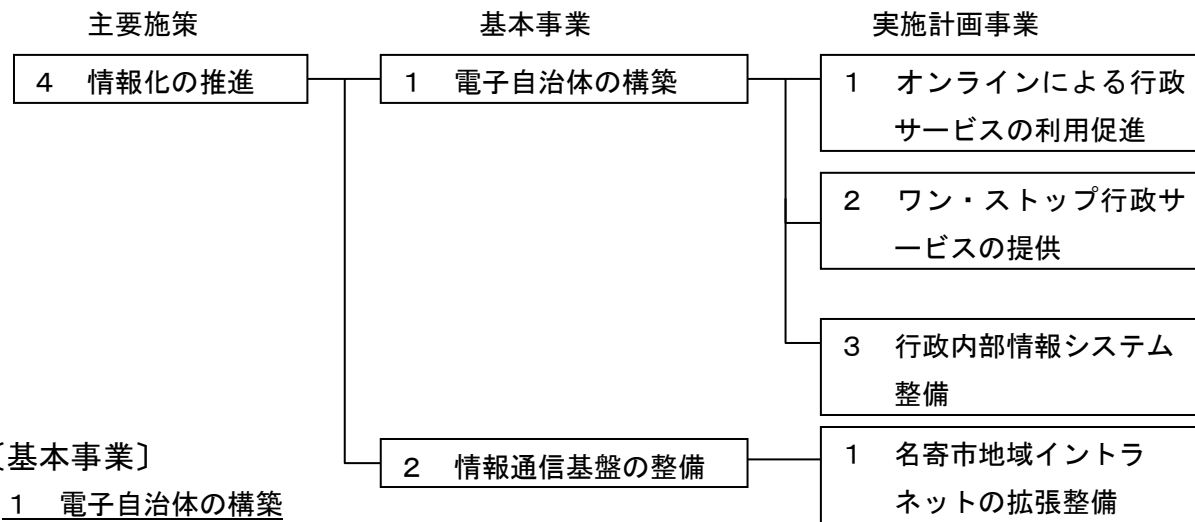 主要施策　基本事業　実施計画事業
４　情報化の推進
１　電子自治体の構築
１　オンラインによる行政
サービスの利用促進
２　ワン・ストップ行政サ
ービスの提供
３　行政内部情報システム
整備
２　情報通信基盤の整備
１　名寄市地域イントラ
ネットの拡張整備
〔基本事業〕
１　電子自治体の構築